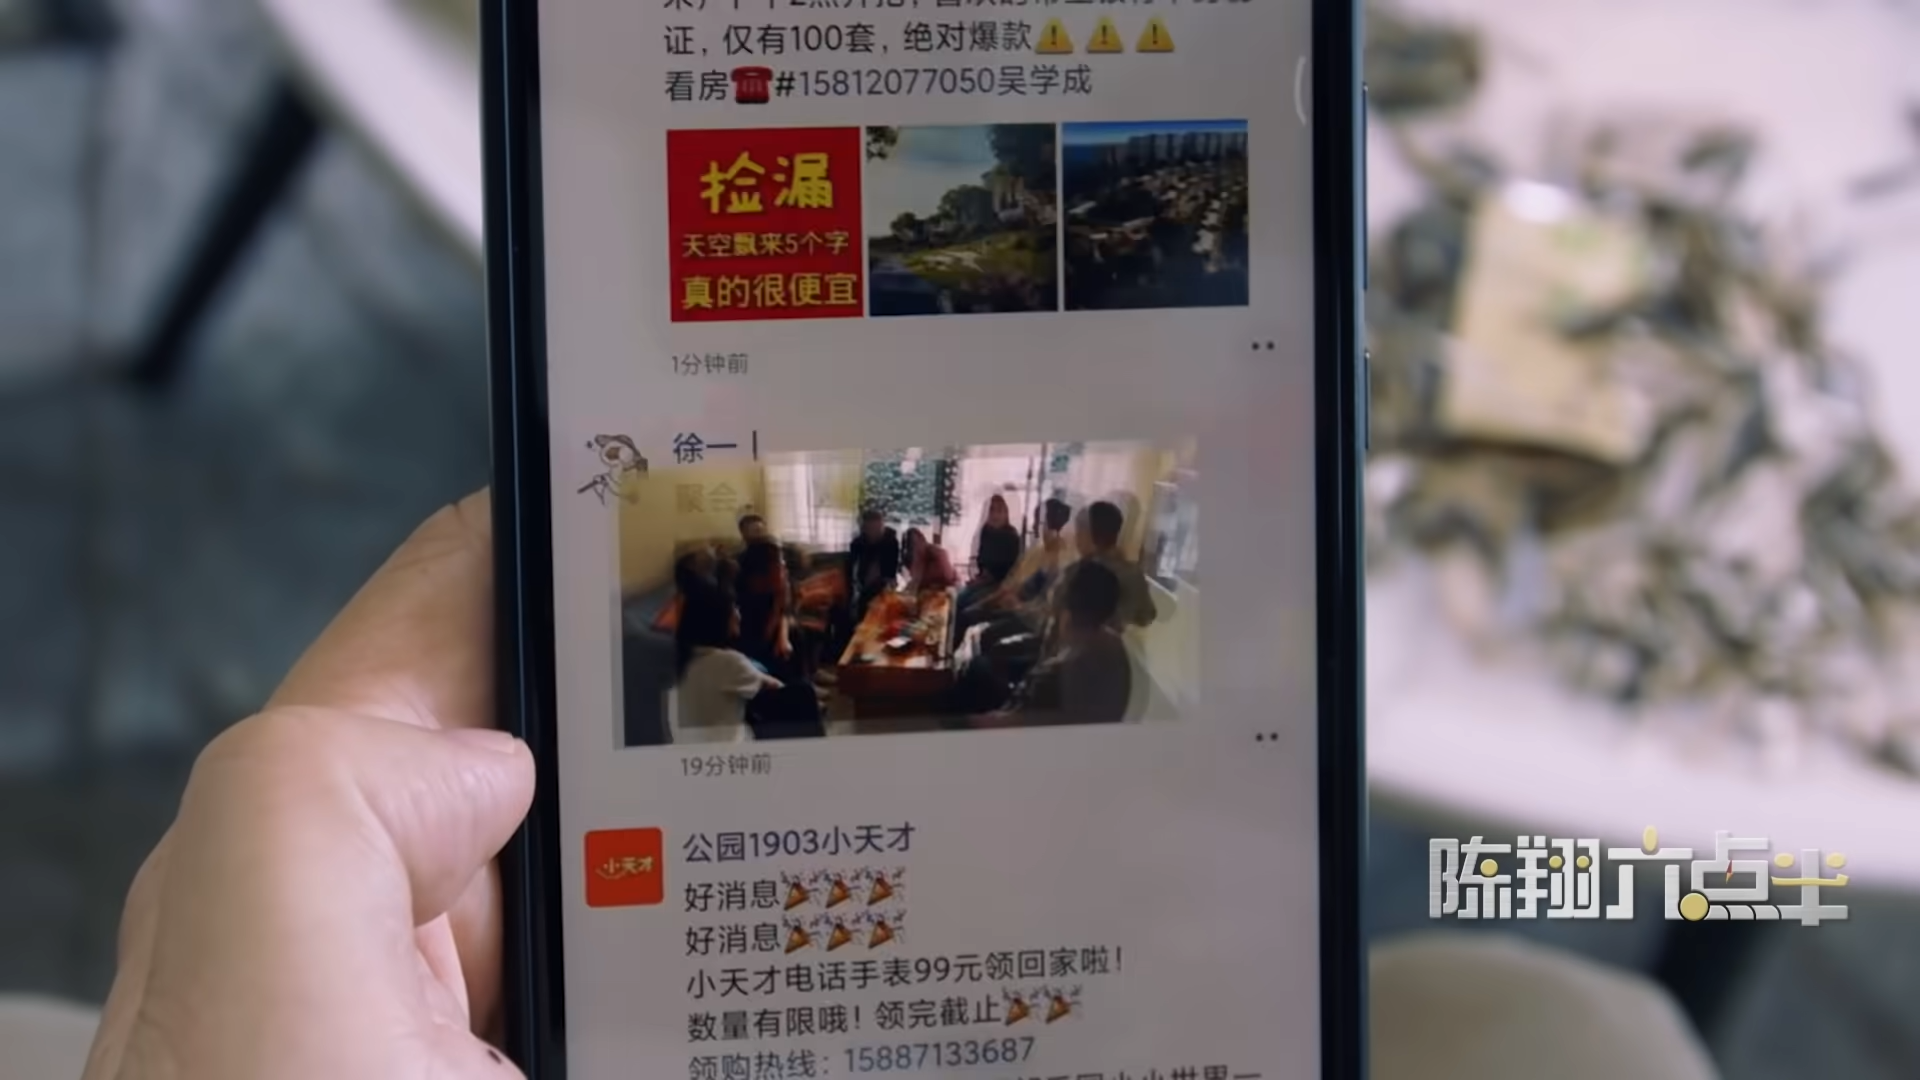 证，仅有100套，绝对爆款⚠️⚠️⚠️
看房☎️#15812077050吴学成
捡漏
天空飘来5个字
真的很便宜
1分钟前
徐一｜
聚会
19分钟前
公园1903小天才
小天才
好消息🎉🎉🎉
好消息🎉🎉🎉
小天才电话手表99元领回家啦！
数量有限哦！领完截止🎉🎉
领购热线：15887133687
陈翔六点半